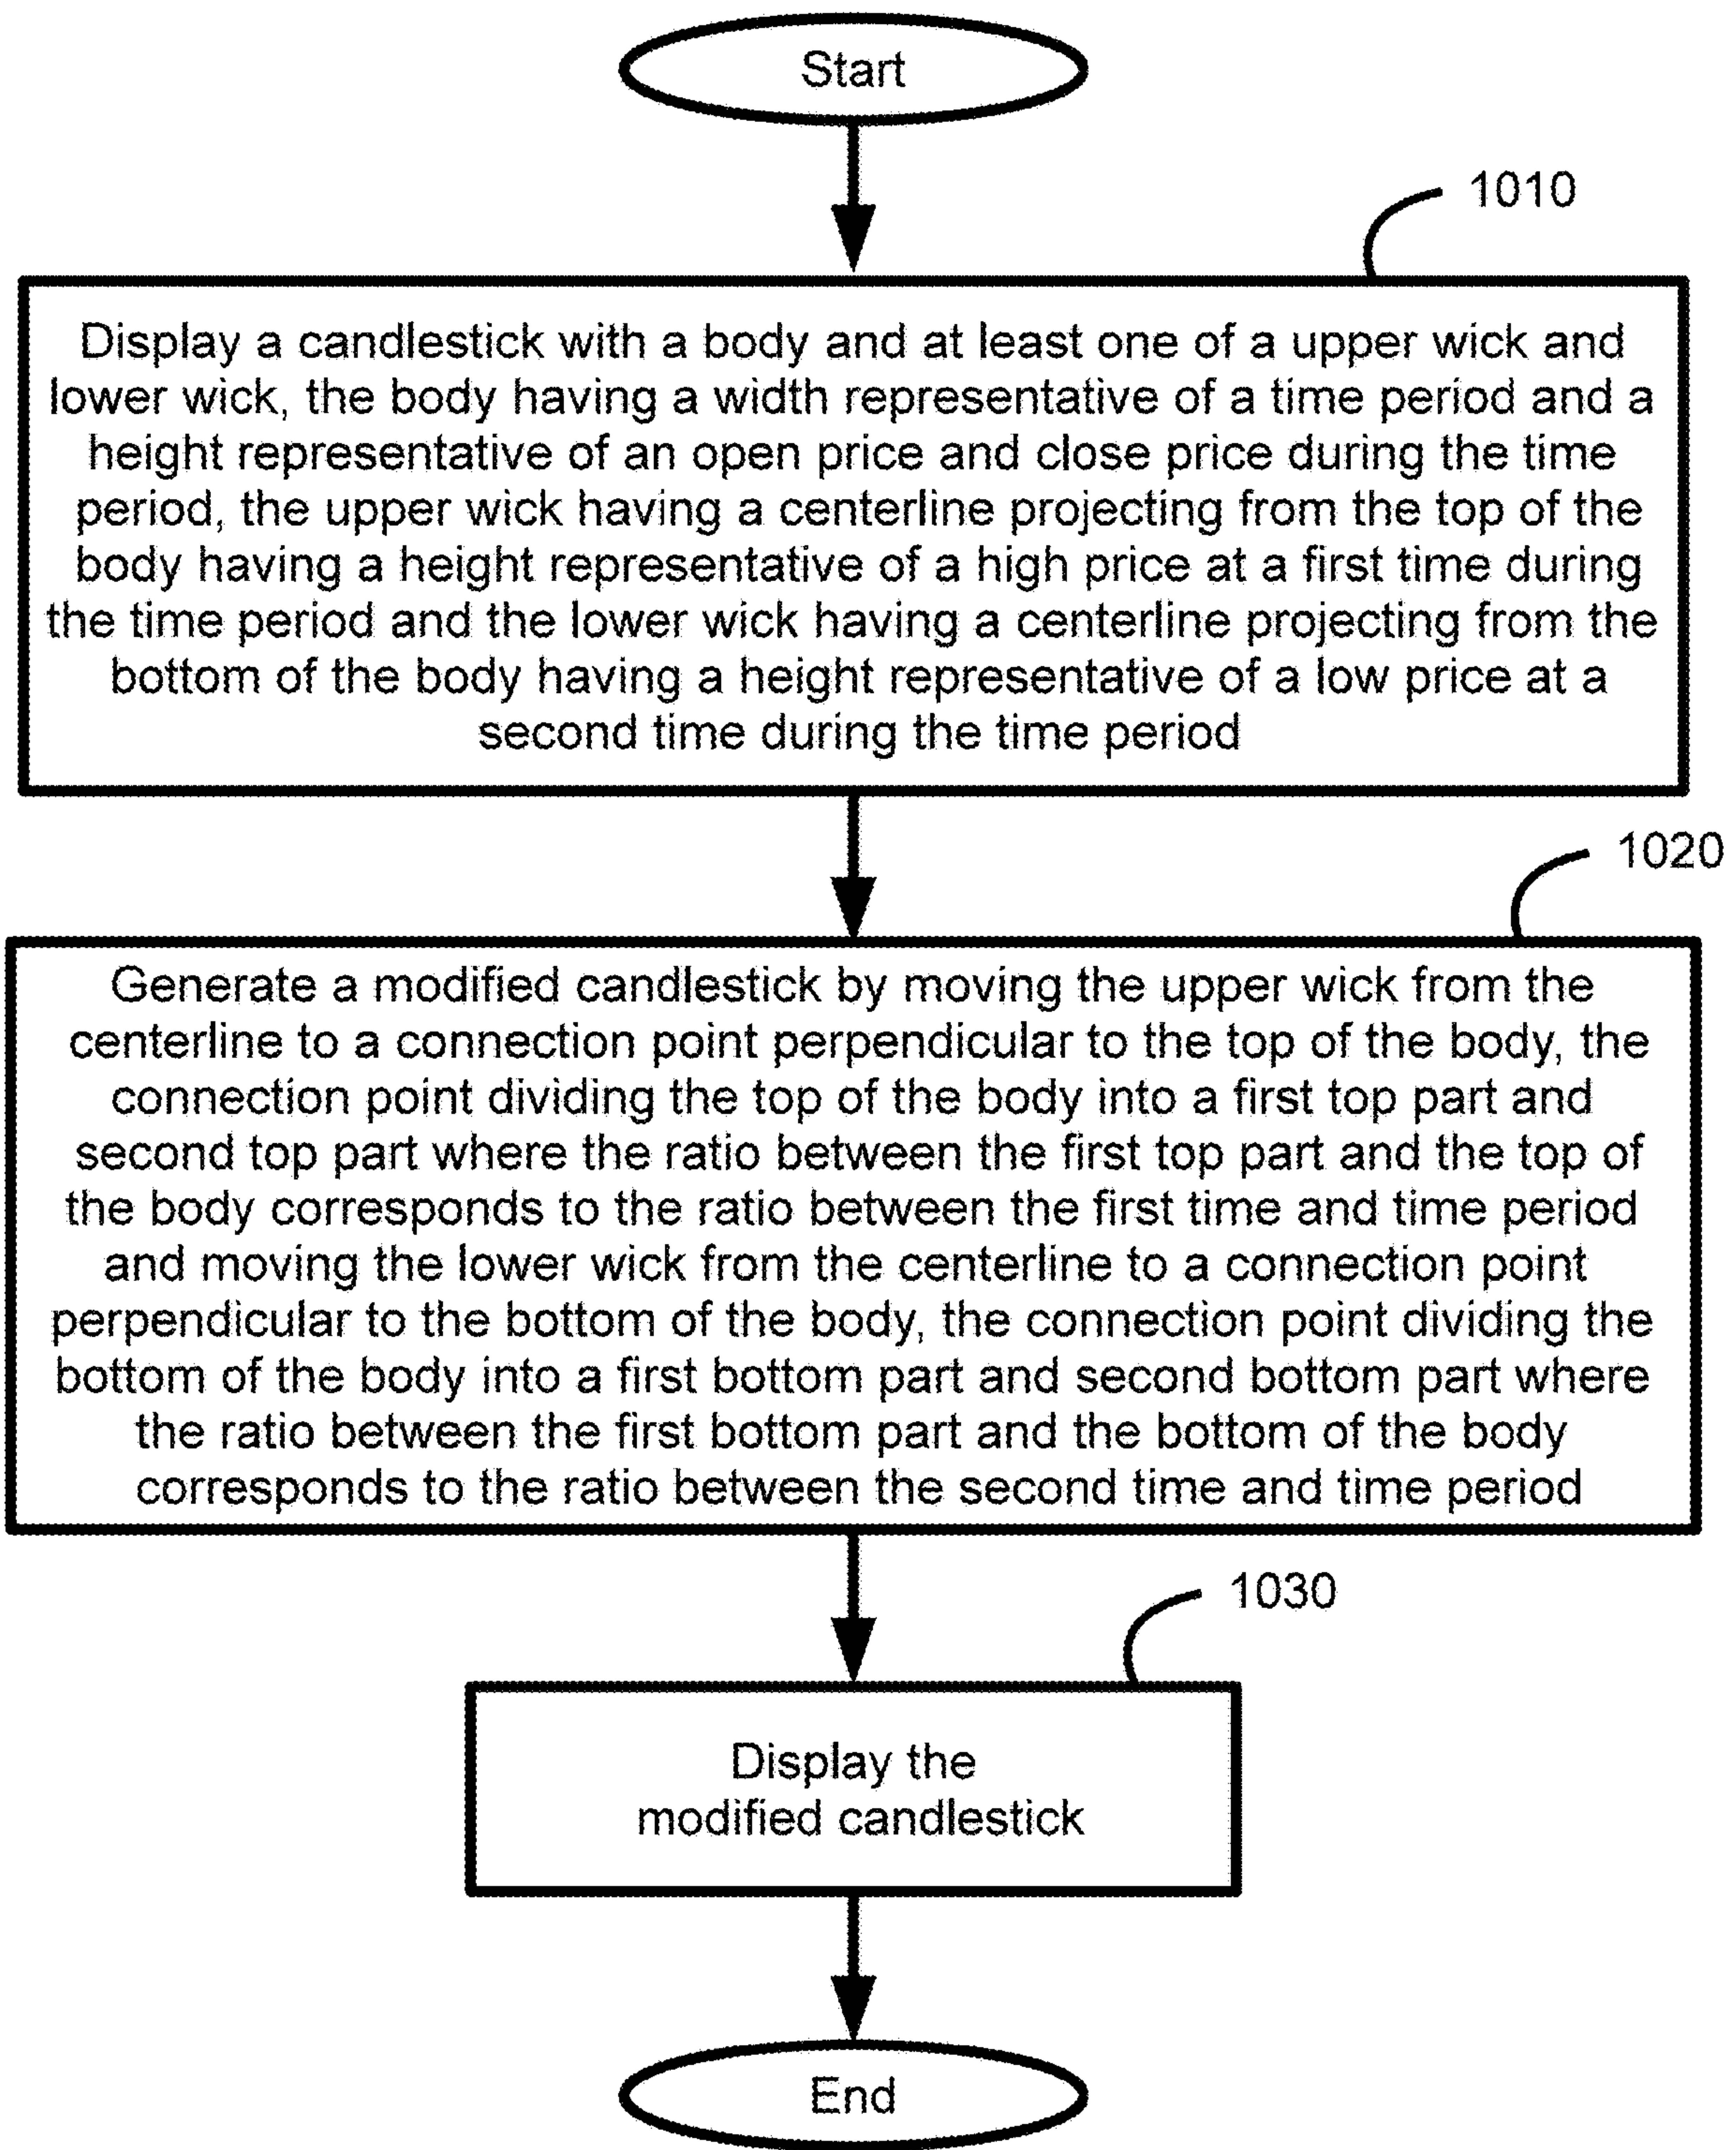 Start
1010
Display a candlestick with a body and at least one of a upper wick and
lower wick, the body having a width representative of a time period and a
height representative of an open price and close price during the time
period, the upper wick having a centerline projecting from the top of the
body having a height representative of a high price at a first time during
the time period and the lower wick having a centerline projecting from the
bottom of the body having a height representative of a low price at a
second time during the time period
1020
Generate a modified candlestick by moving the upper wick from the
centerline to a connection point perpendicular to the top of the body, the
connection point dividing the top of the body into a first top part and
second top part where the ratio between the first top part and the top of
the body corresponds to the ratio between the first time and time period
and moving the lower wick from the centerline to a connection point
perpendicular to the bottom of the body, the connection point dividing the
bottom of the body into a first bottom part and second bottom part where
the ratio between the first bottom part and the bottom of the body
corresponds to the ratio between the second time and time period
1030
Display the
modified candlestick
End